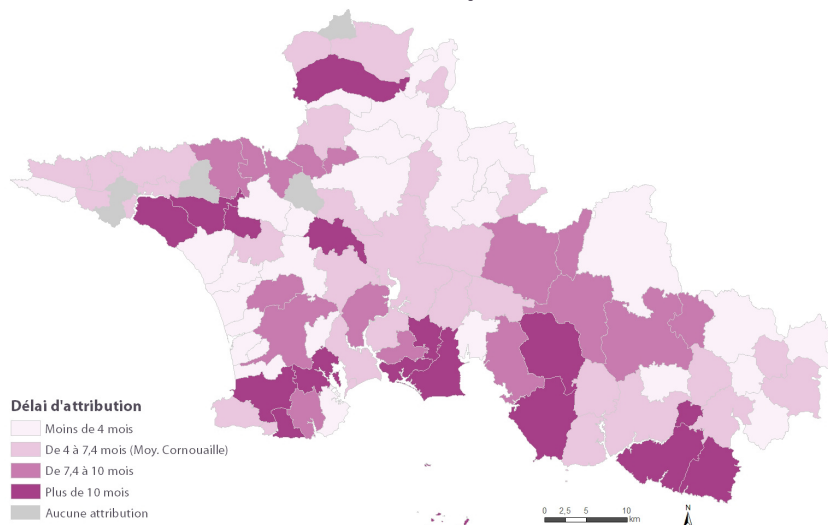 Délai d'attribution
Moins de 4 mois
De 4 à 7,4 mois (Moy. Cornouaille)
De 7,4 à 10 mois
Plus de 10 mois
Aucune attribution
0 2,5 5 10
km
N